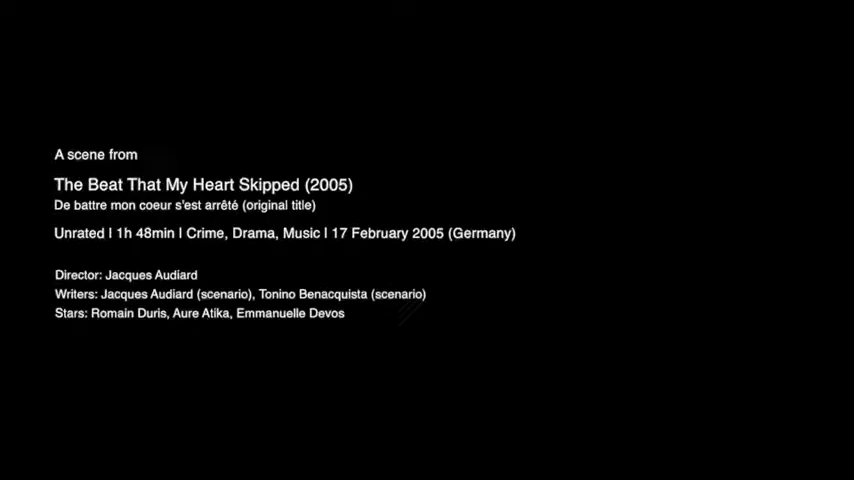 A scene from
The Beat That My Heart Skipped (2005)
De battre mon coeur s'est arrêté (original title)
Unrated | 1h 48min | Crime, Drama, Music | 17 February 2005 (Germany)
Director: Jacques Audiard
Writers: Jacques Audiard (scenario), Tonino Benacquista (scenario)
Stars: Romain Duris, Aure Atika, Emmanuelle Devos